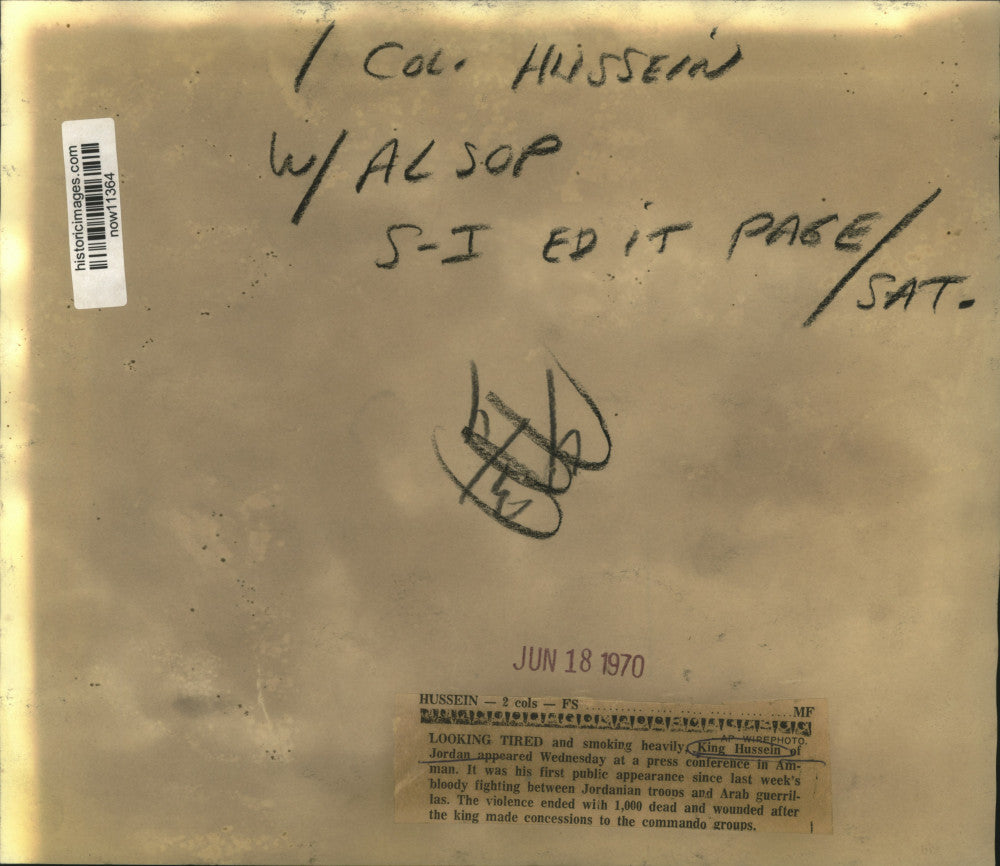 1 COL. HUSSEIN
W/ALSOP
S-I EDIT PAGE/
SAT.
historicimages.com
now11364
JUN 18 1970
HUSSEIN — 2 cols — FS .......... MF
AP WIREPHOTO.
LOOKING TIRED and smoking heavily, King Hussein of
Jordan appeared Wednesday at a press conference in Am-
man. It was his first public appearance since last week's
bloody fighting between Jordanian troops and Arab guerril-
las. The violence ended with 1,000 dead and wounded after
the king made concessions to the commando groups.